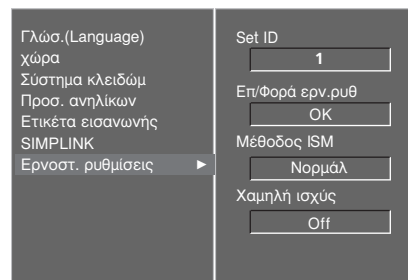 Γλώσ.(Language)
χώρα
Σύστημα κλειδώμ
Προσ. ανηλίκων
Ετικέτα εισανωνής
SIMPLINK
Ερνοστ. ρυθμίσεις ►
Set ID
1
Επ/Φορά ερν.ρυθ
OK
Μέθοδος ISM
Νορμάλ
Χαμηλή ισχύς
Off